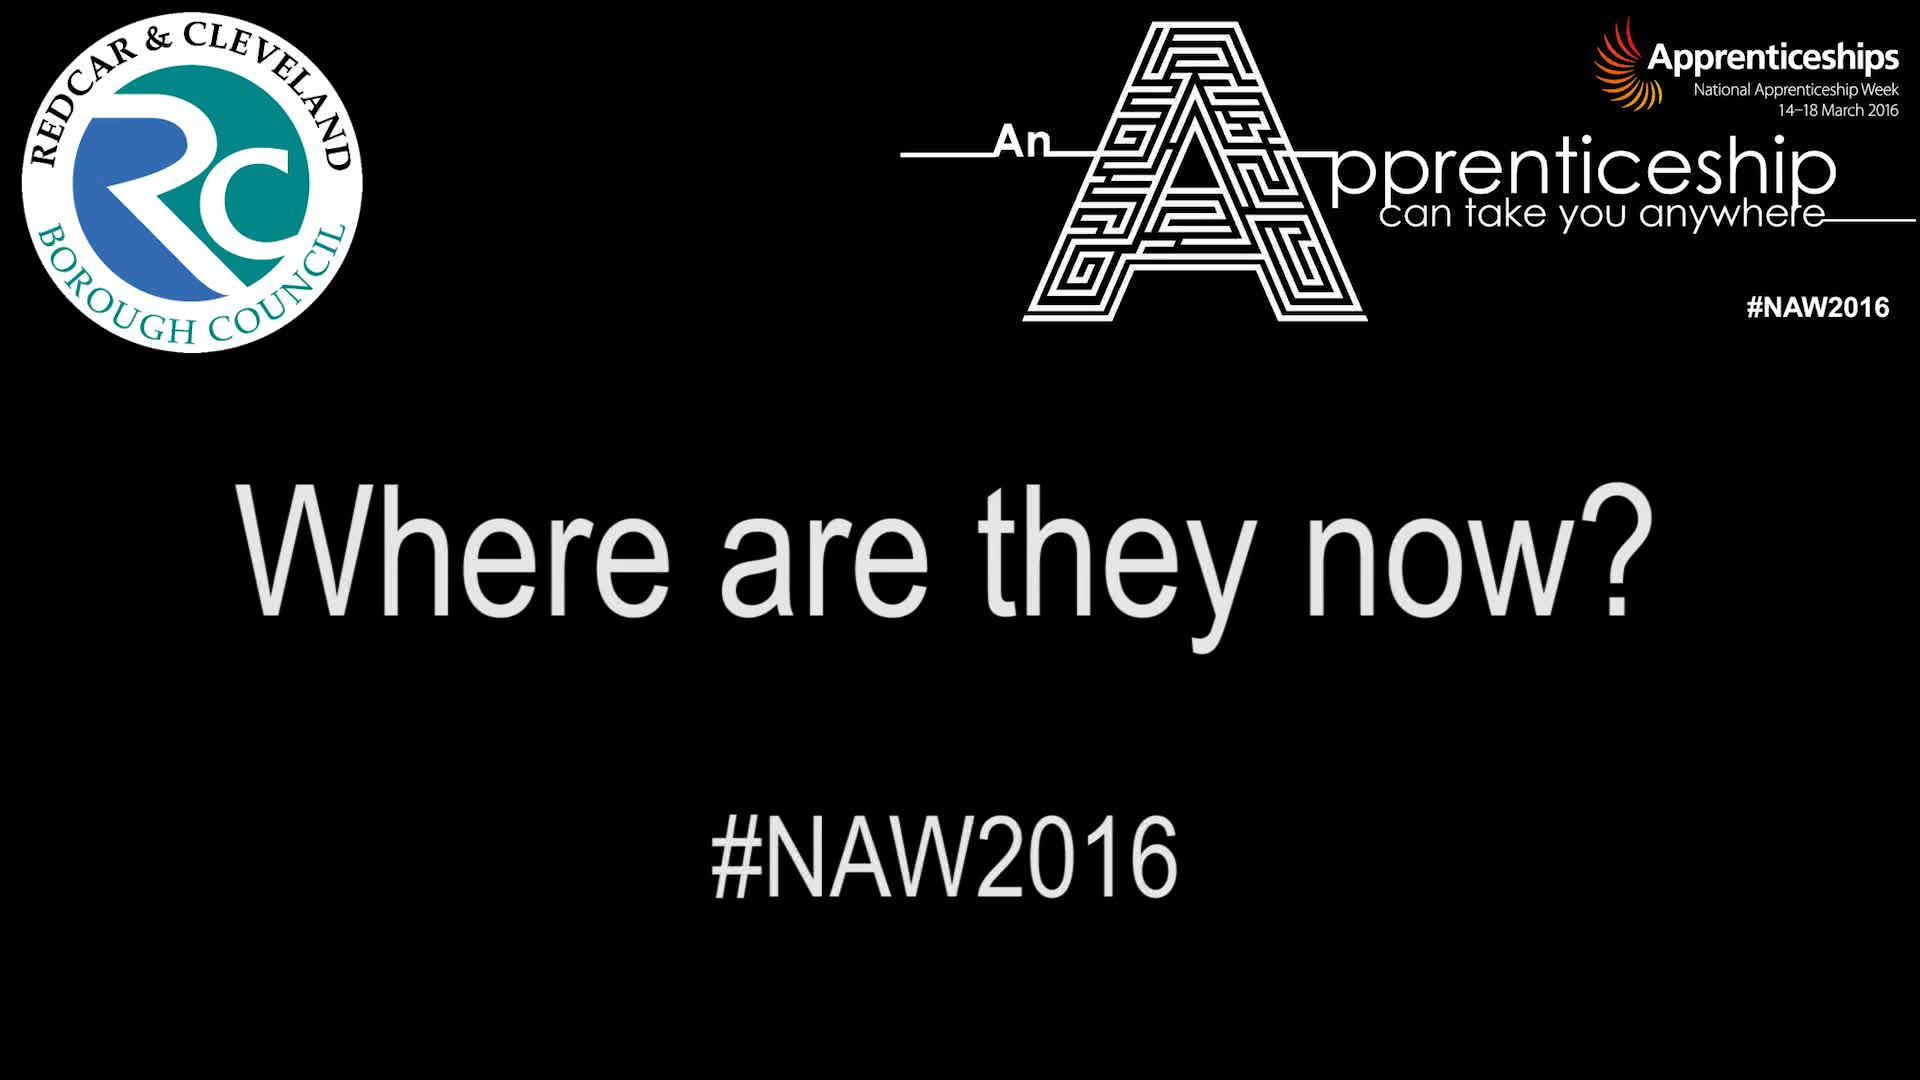 REDCAR & CLEVELAND
RC
BOROUGH COUNCIL
Apprenticeships
National Apprenticeship Week
14–18 March 2016
An Apprenticeship
can take you anywhere
#NAW2016
Where are they now?
#NAW2016